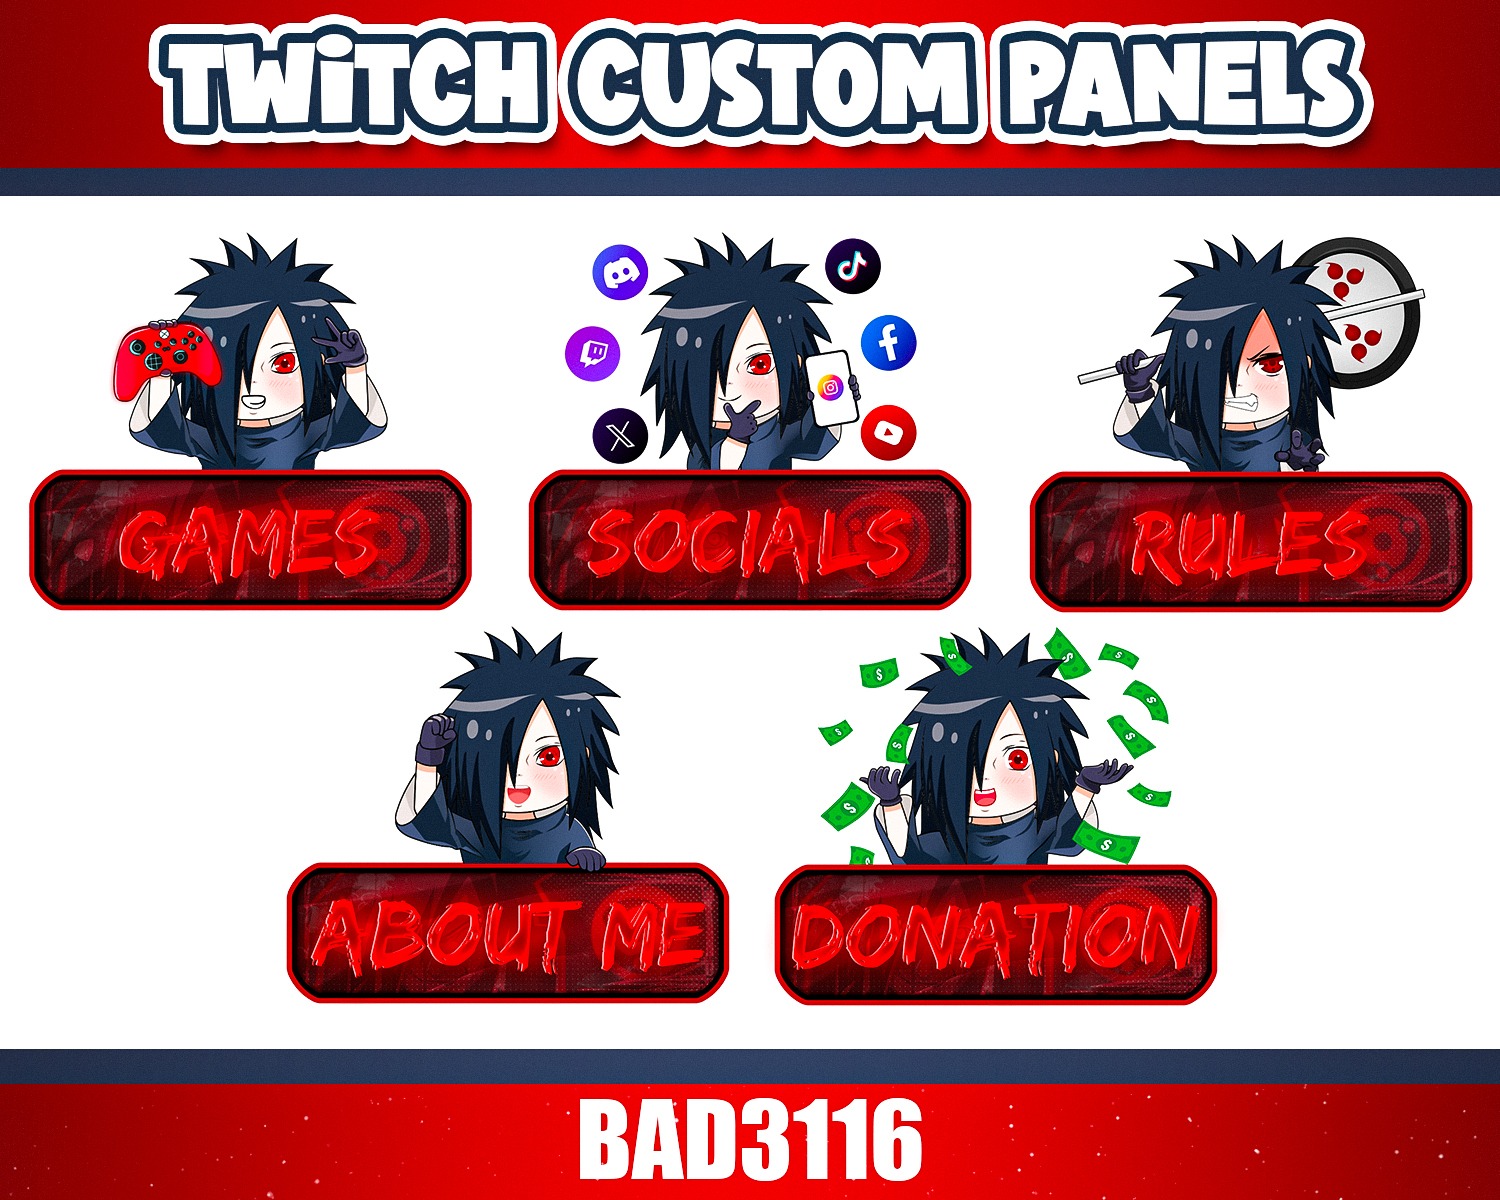 TWiTCH CUSTOM PANELS
GAMES
SOCIALS
RULES
ABOUT ME
DONATION
BAD3116